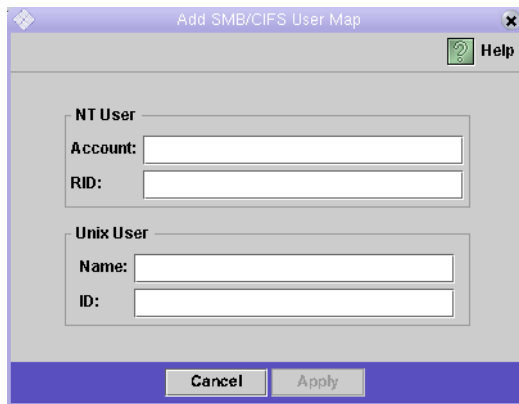 Add SMB/CIFS User Map
? Help
NT User
Account:
RID:
Unix User
Name:
ID:
Cancel Apply